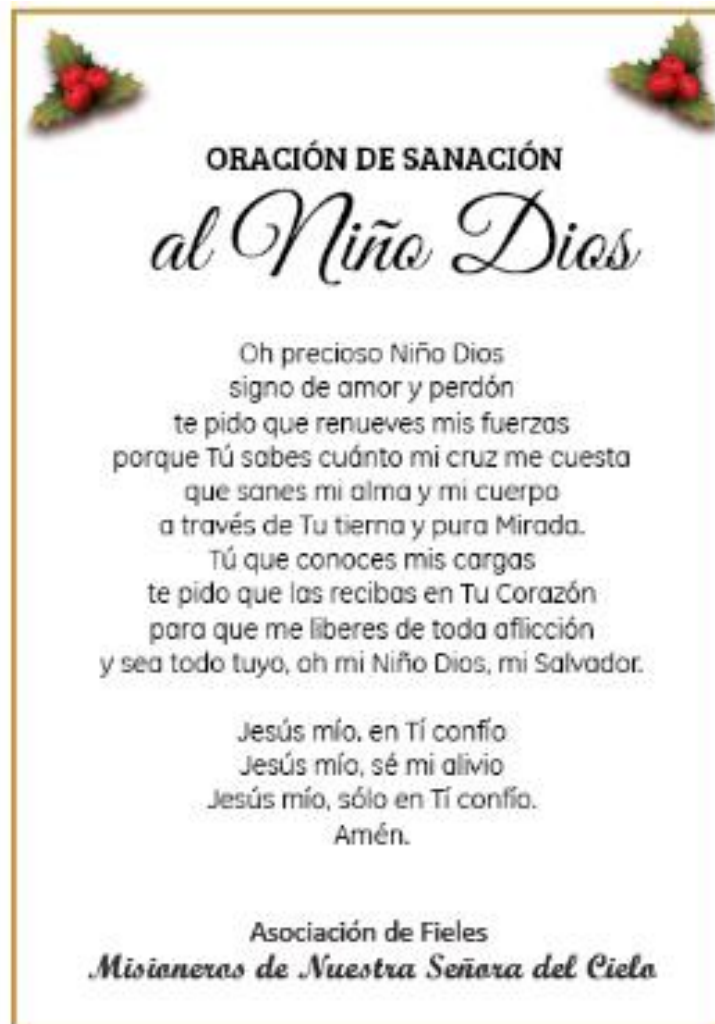 ORACIÓN DE SANACIÓN
al Niño Dios
Oh precioso Niño Dios
signo de amor y perdón
te pido que renueves mis fuerzas
porque Tú sabes cuánto mi cruz me cuesta
que sanes mi alma y mi cuerpo
a través de Tu tierna y pura Mirada.
Tú que conoces mis cargas
te pido que las recibas en Tu Corazón
para que me liberes de toda aflicción
y sea todo tuyo, oh mi Niño Dios, mi Salvador.
Jesús mío, en Tí confío
Jesús mío, sé mi alivio
Jesús mío, sólo en Tí confío.
Amén.
Asociación de Fieles
Misioneros de Nuestra Señora del Cielo